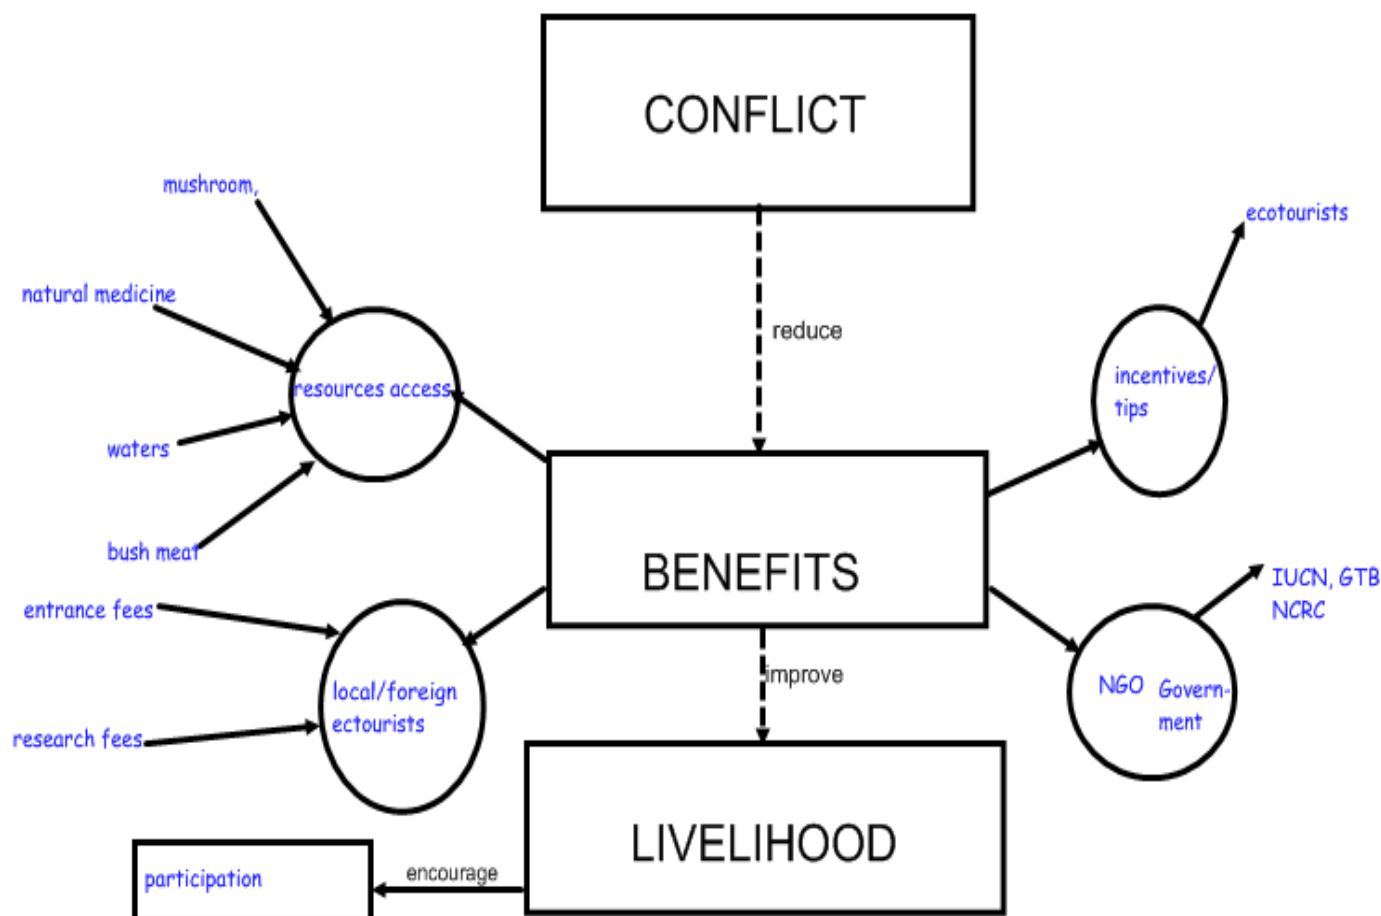 CONFLICT
mushroom,
ecotourists
natural medicine
reduce
resources access
incentives/
tips
waters
bush meat
BENEFITS
IUCN, GTB
NCRC
entrance fees
improve
local/foreign
ectourists
NGO Govern-
ment
research fees
LIVELIHOOD
encourage
participation